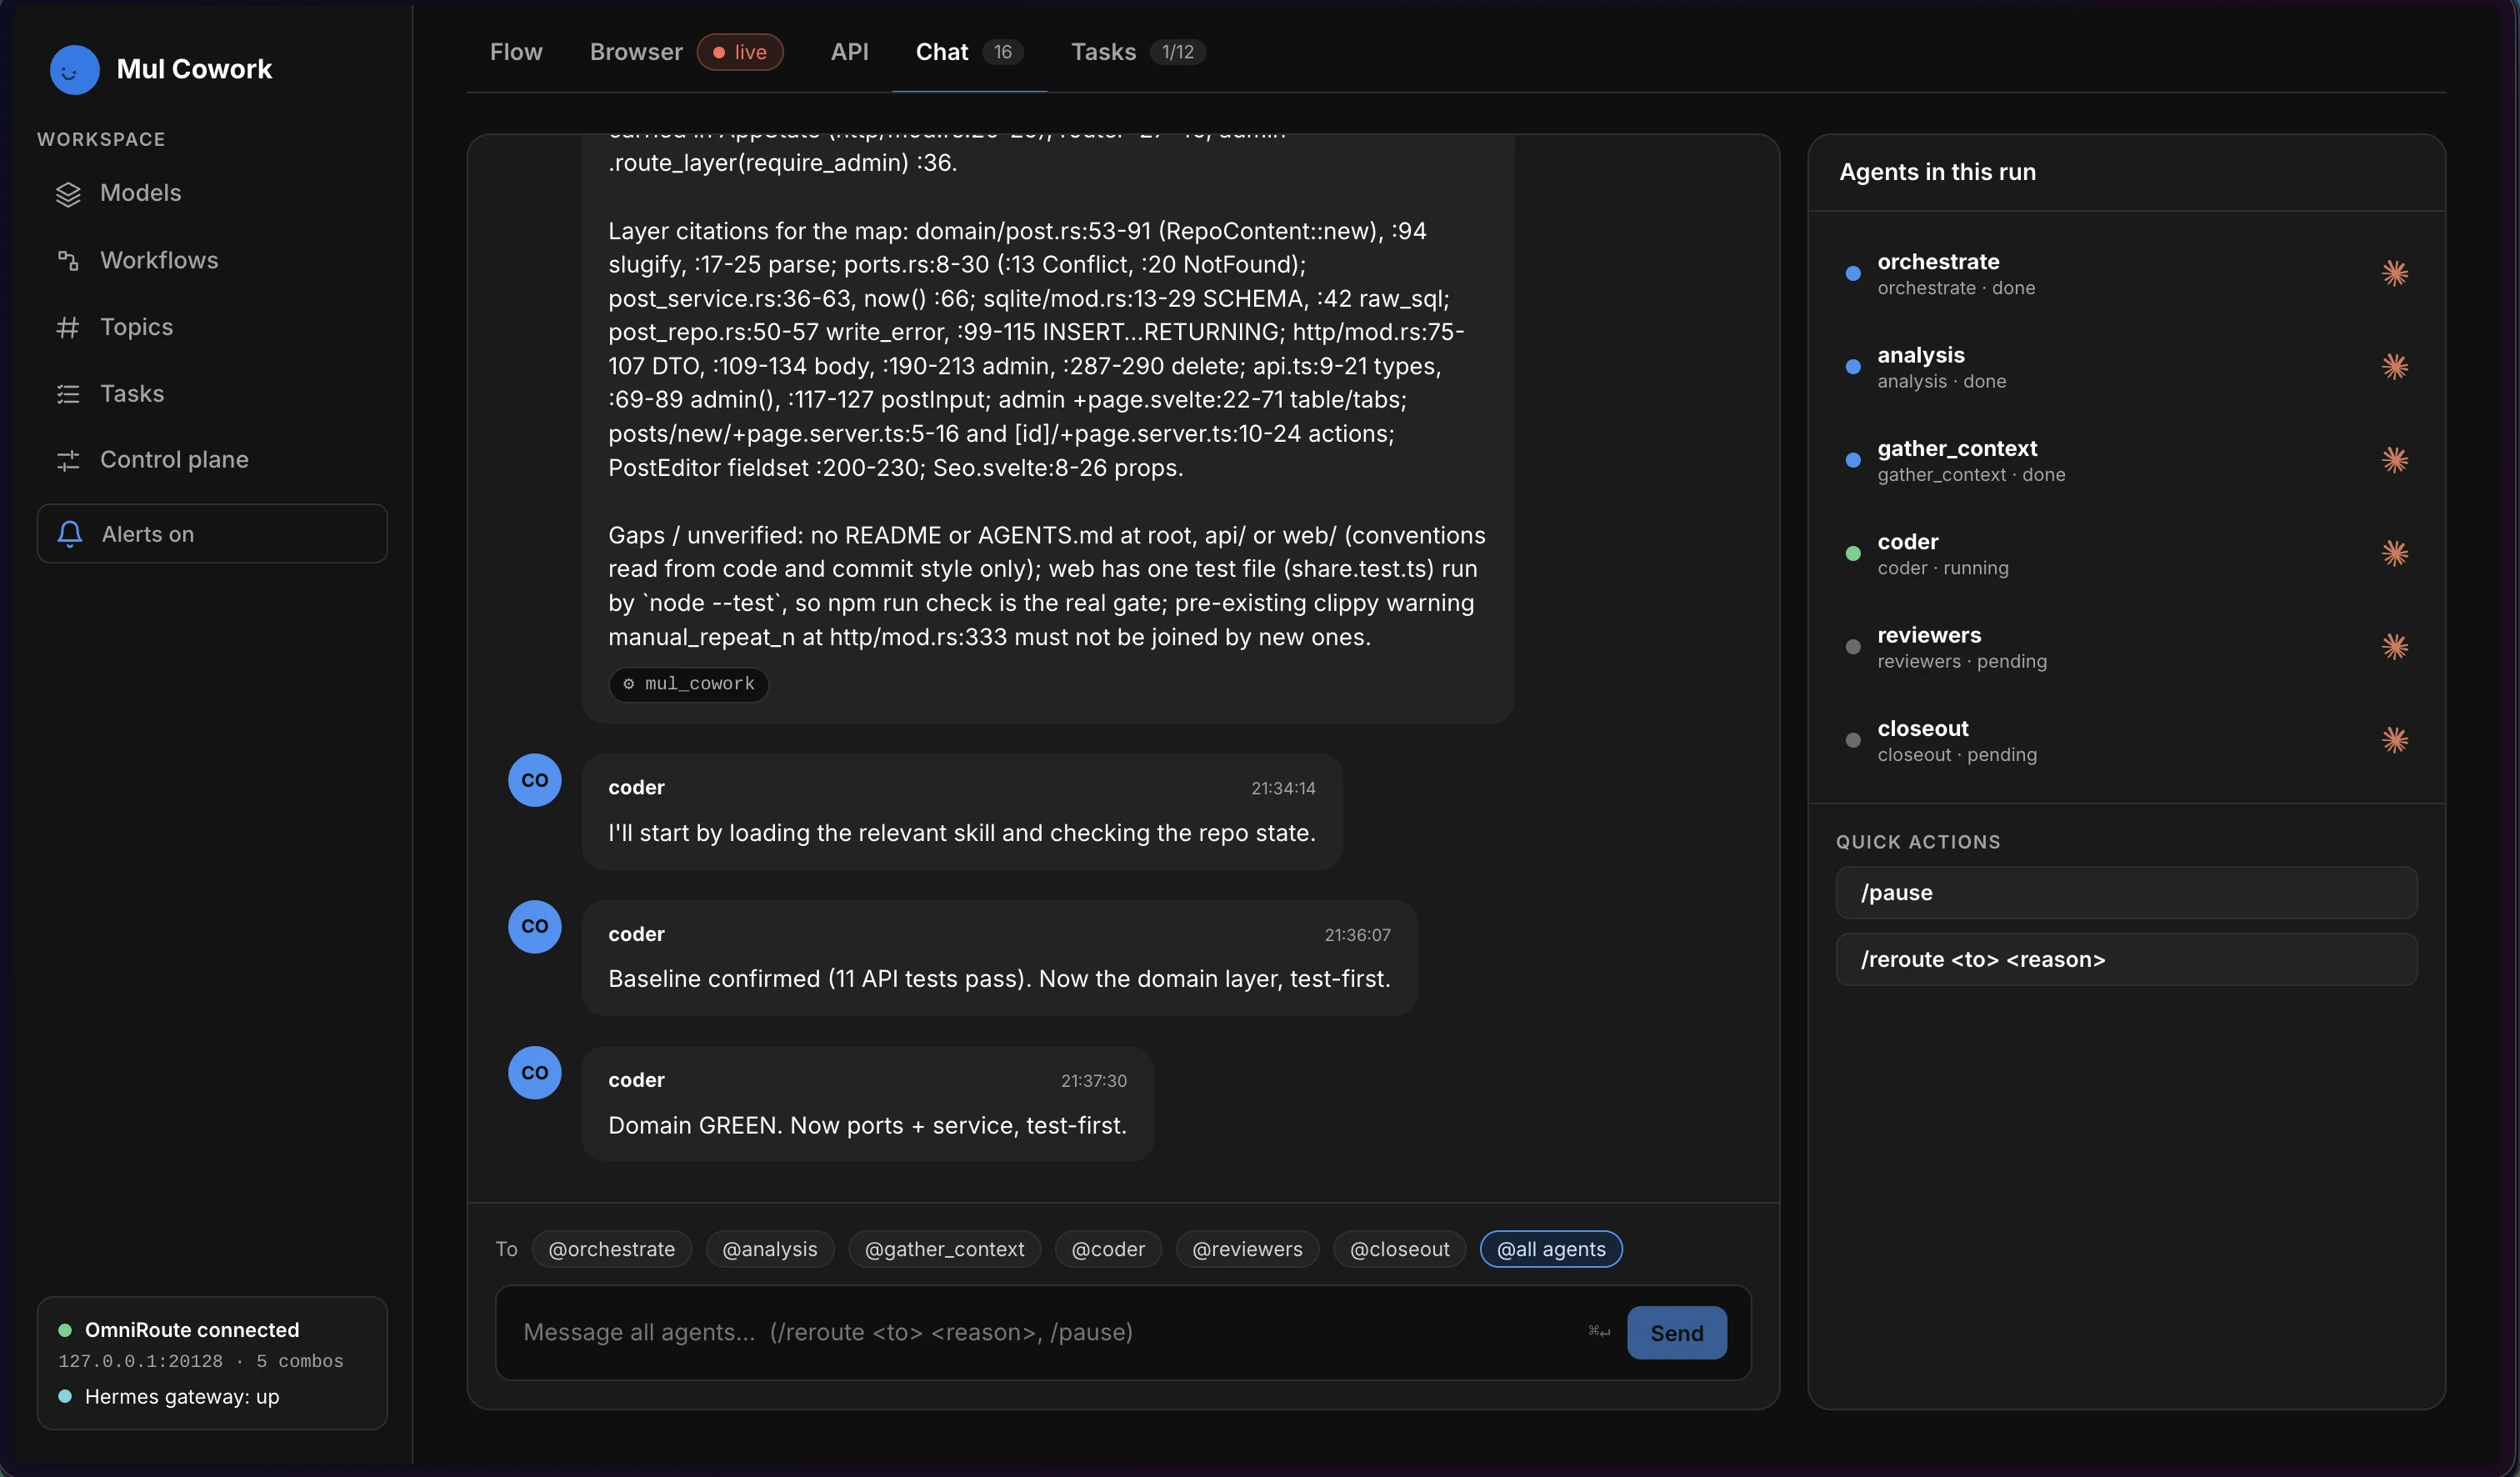 Mul Cowork
WORKSPACE
Models
Workflows
Topics
Tasks
Control plane
Alerts on
OmniRoute connected
127.0.0.1:20128 · 5 combos
Hermes gateway: up
Flow
Browser
live
API
Chat
16
Tasks
1/12
.route_layer(require_admin) :36.
Layer citations for the map: domain/post.rs:53-91 (RepoContent::new), :94
slugify, :17-25 parse; ports.rs:8-30 (:13 Conflict, :20 NotFound);
post_service.rs:36-63, now() :66; sqlite/mod.rs:13-29 SCHEMA, :42 raw_sql;
post_repo.rs:50-57 write_error, :99-115 INSERT...RETURNING; http/mod.rs:75-
107 DTO, :109-134 body, :190-213 admin, :287-290 delete; api.ts:9-21 types,
:69-89 admin(), :117-127 postInput; admin +page.svelte:22-71 table/tabs;
posts/new/+page.server.ts:5-16 and [id]/+page.server.ts:10-24 actions;
PostEditor fieldset :200-230; Seo.svelte:8-26 props.
Gaps / unverified: no README or AGENTS.md at root, api/ or web/ (conventions
read from code and commit style only); web has one test file (share.test.ts) run
by `node --test`, so npm run check is the real gate; pre-existing clippy warning
manual_repeat_n at http/mod.rs:333 must not be joined by new ones.
⚙ mul_cowork
CO
coder
21:34:14
I'll start by loading the relevant skill and checking the repo state.
CO
coder
21:36:07
Baseline confirmed (11 API tests pass). Now the domain layer, test-first.
CO
coder
21:37:30
Domain GREEN. Now ports + service, test-first.
To
@orchestrate
@analysis
@gather_context
@coder
@reviewers
@closeout
@all agents
Message all agents... (/reroute <to> <reason>, /pause)
⌘↵
Send
Agents in this run
orchestrate
orchestrate · done
analysis
analysis · done
gather_context
gather_context · done
coder
coder · running
reviewers
reviewers · pending
closeout
closeout · pending
QUICK ACTIONS
/pause
/reroute <to> <reason>